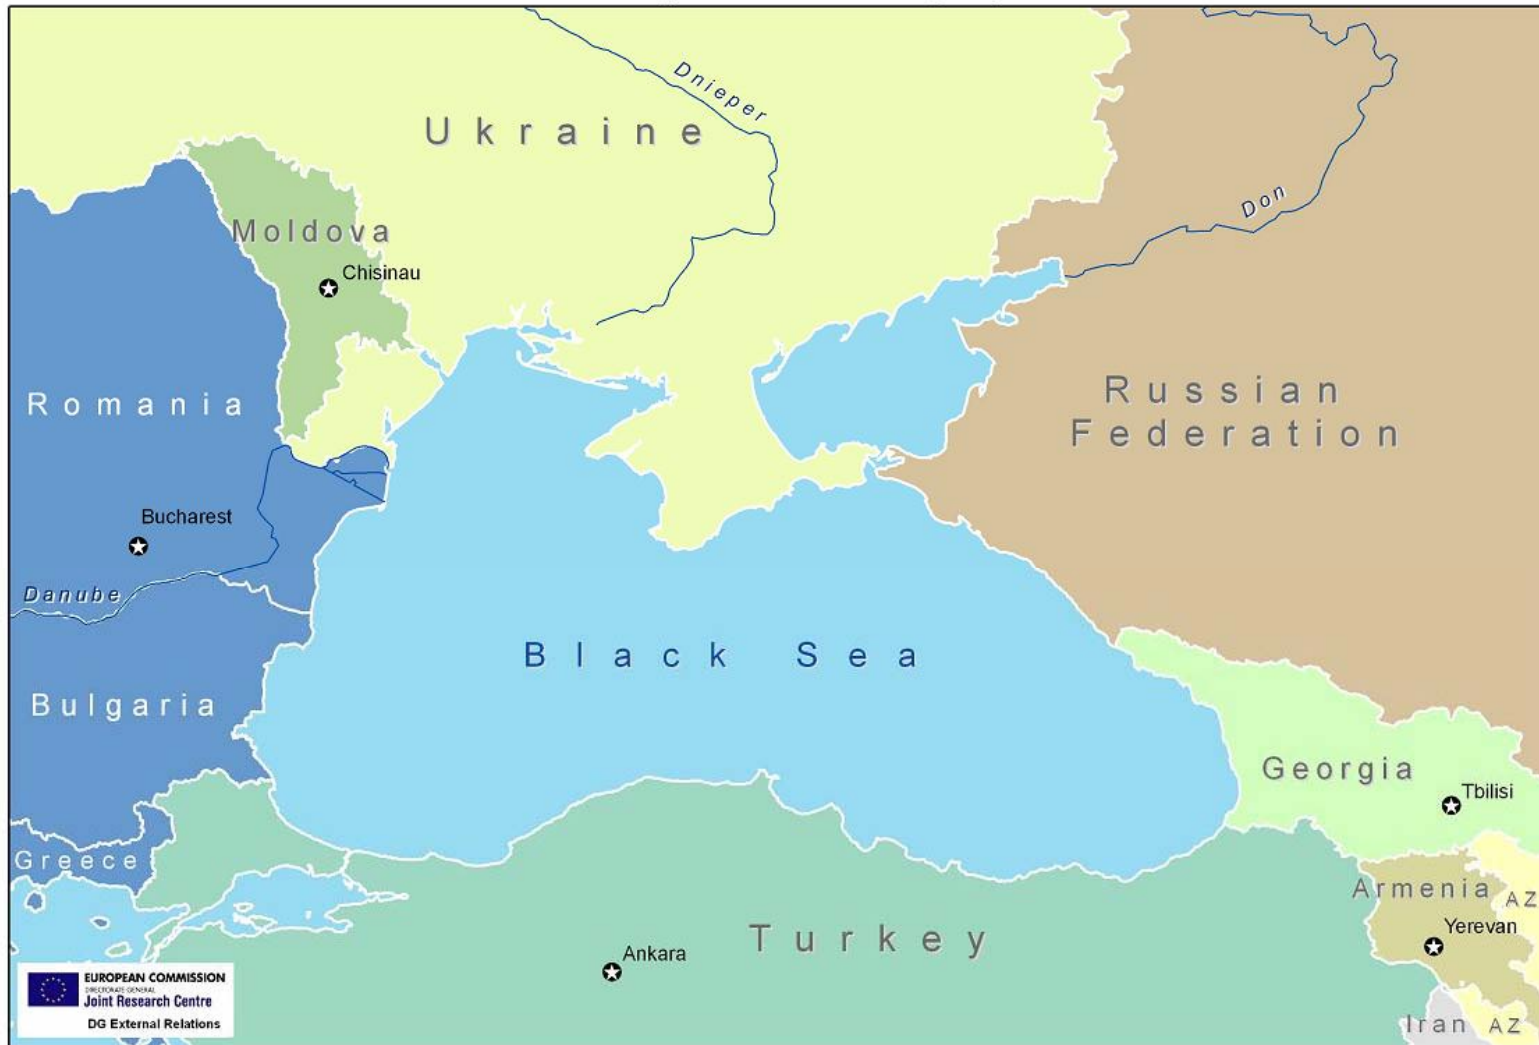 Dnieper
Ukraine
Don
Moldova
Chisinau
Russian
Federation
Romania
Bucharest
Danube
Black Sea
Bulgaria
Georgia
Tbilisi
Greece
Armenia
AZ
Yerevan
Turkey
Ankara
EUROPEAN COMMISSION
DIRECTORATE GENERAL
Joint Research Centre
DG External Relations
Iran
AZ